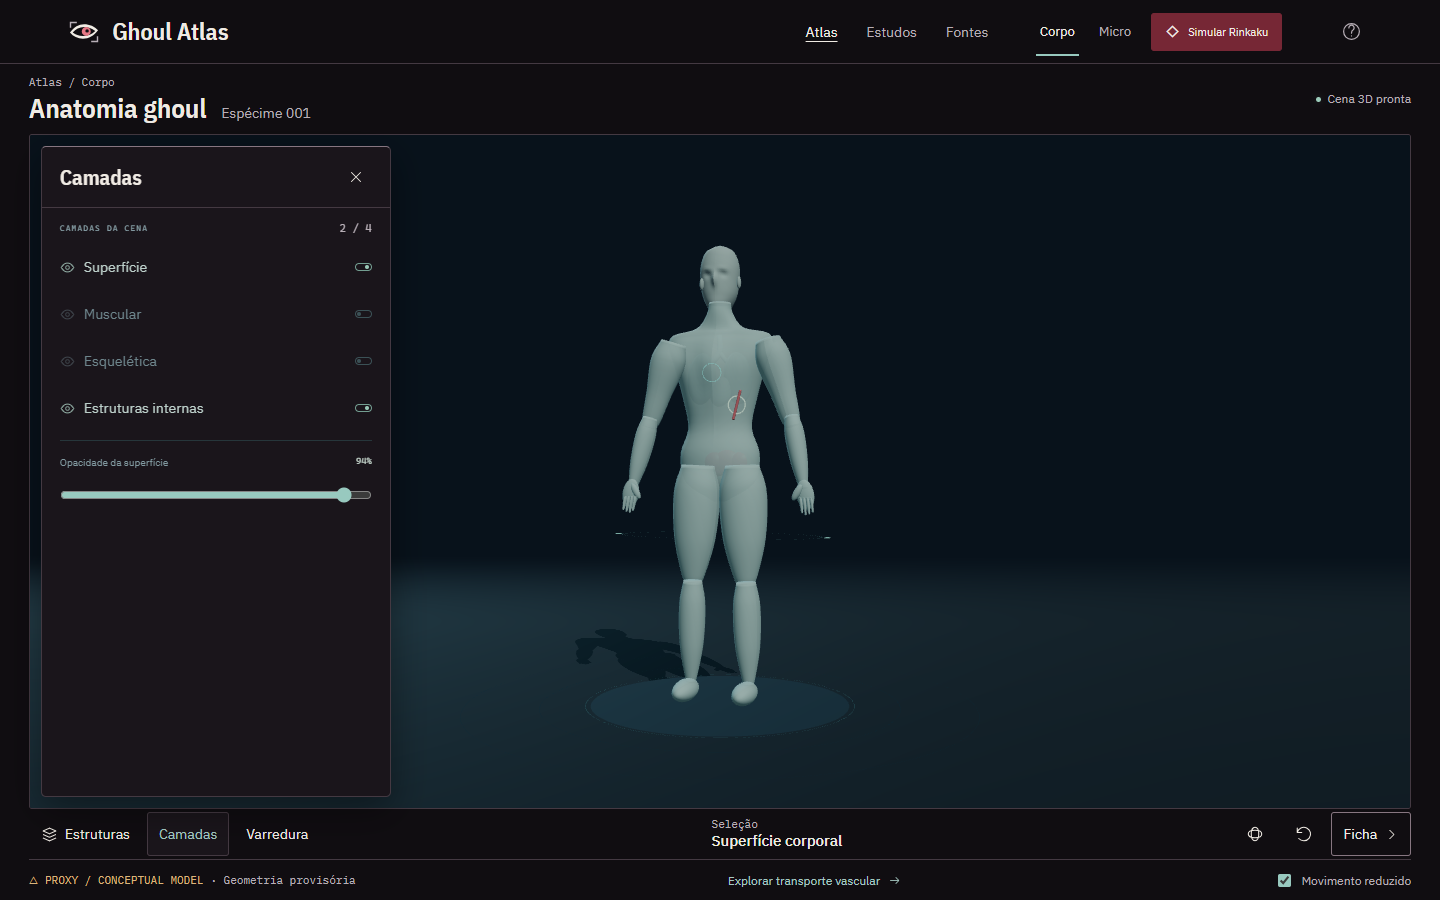 Ghoul Atlas
Atlas Estudos Fontes Corpo Micro Simular Rinkaku
Atlas / Corpo
Anatomia ghoul Espécime 001
Cena 3D pronta
Camadas
CAMADAS DA CENA 2 / 4
Superfície
Muscular
Esquelética
Estruturas internas
Opacidade da superfície 94%
Estruturas Camadas Varredura
Seleção
Superfície corporal
Ficha
PROXY / CONCEPTUAL MODEL · Geometria provisória
Explorar transporte vascular →
Movimento reduzido